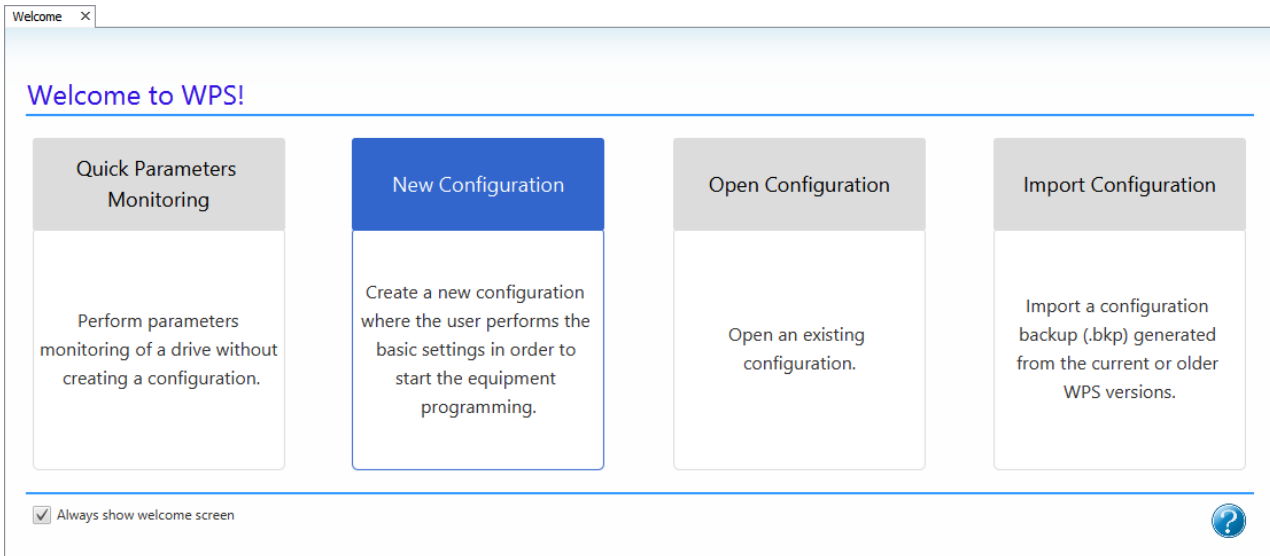 Welcome
Welcome to WPS!
Quick Parameters
Monitoring
Perform parameters
monitoring of a drive without
creating a configuration.
New Configuration
Create a new configuration
where the user performs the
basic settings in order to
start the equipment
programming.
Open Configuration
Open an existing
configuration.
Import Configuration
Import a configuration
backup (.bkp) generated
from the current or older
WPS versions.
Always show welcome screen